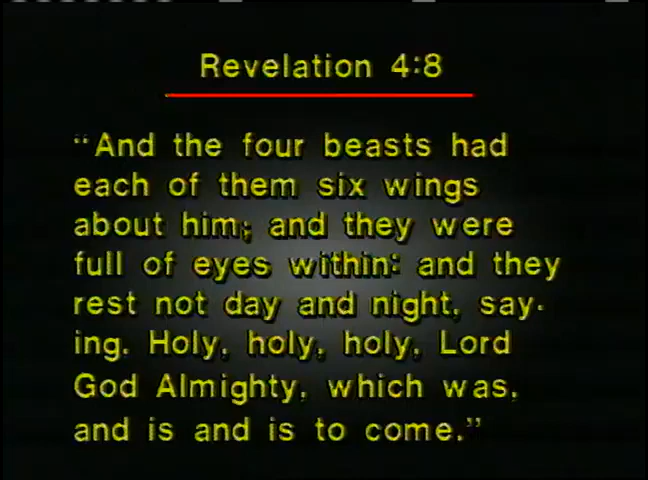 Revelation 4:8
"And the four beasts had
each of them six wings
about him; and they were
full of eyes within: and they
rest not day and night, say-
ing, Holy, holy, holy, Lord
God Almighty, which was,
and is and is to come."